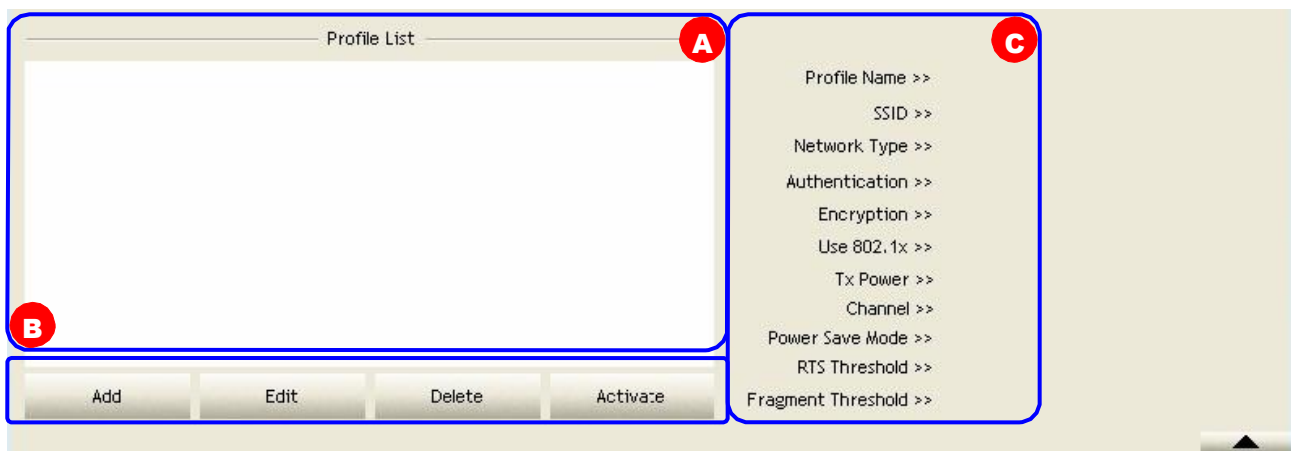 Profile List
A
B
Add
Edit
Delete
Activate
C
Profile Name >>
SSID >>
Network Type >>
Authentication >>
Encryption >>
Use 802.1x >>
Tx Power >>
Channel >>
Power Save Mode >>
RTS Threshold >>
Fragment Threshold >>